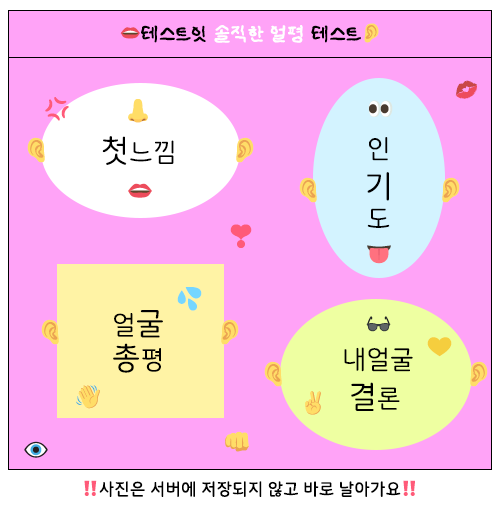 👄테스트잇 솔직한 얼평 테스트👂
첫느낌
인
기
도
얼굴
총평
내얼굴
결론
‼️사진은 서버에 저장되지 않고 바로 날아가요‼️